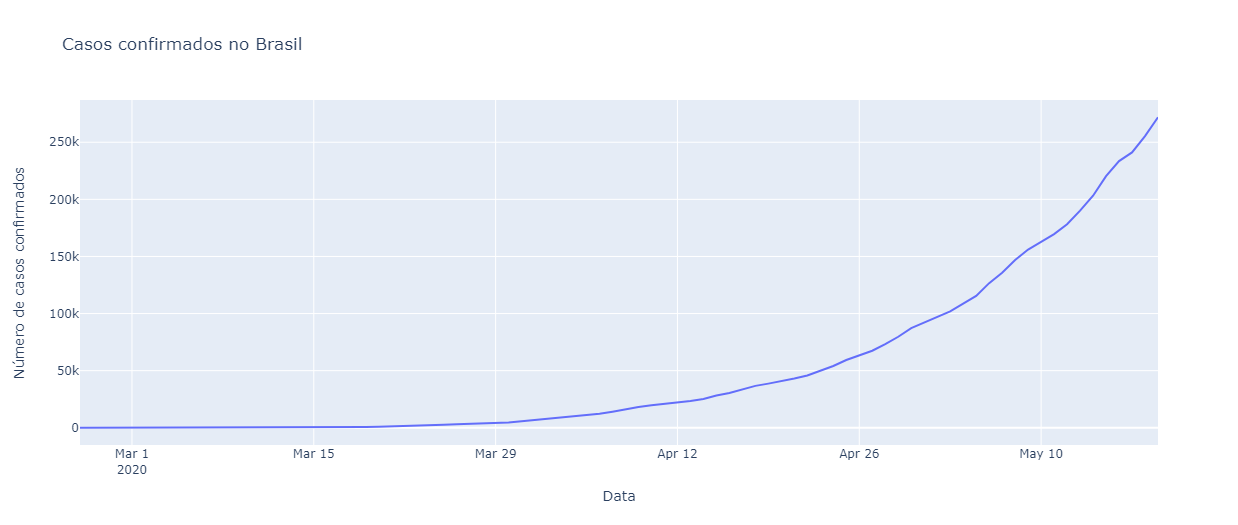 Casos confirmados no Brasil
Número de casos confirmados
250k
200k
150k
100k
50k
0
Mar 1
2020
Mar 15
Mar 29
Apr 12
Apr 26
May 10
Data